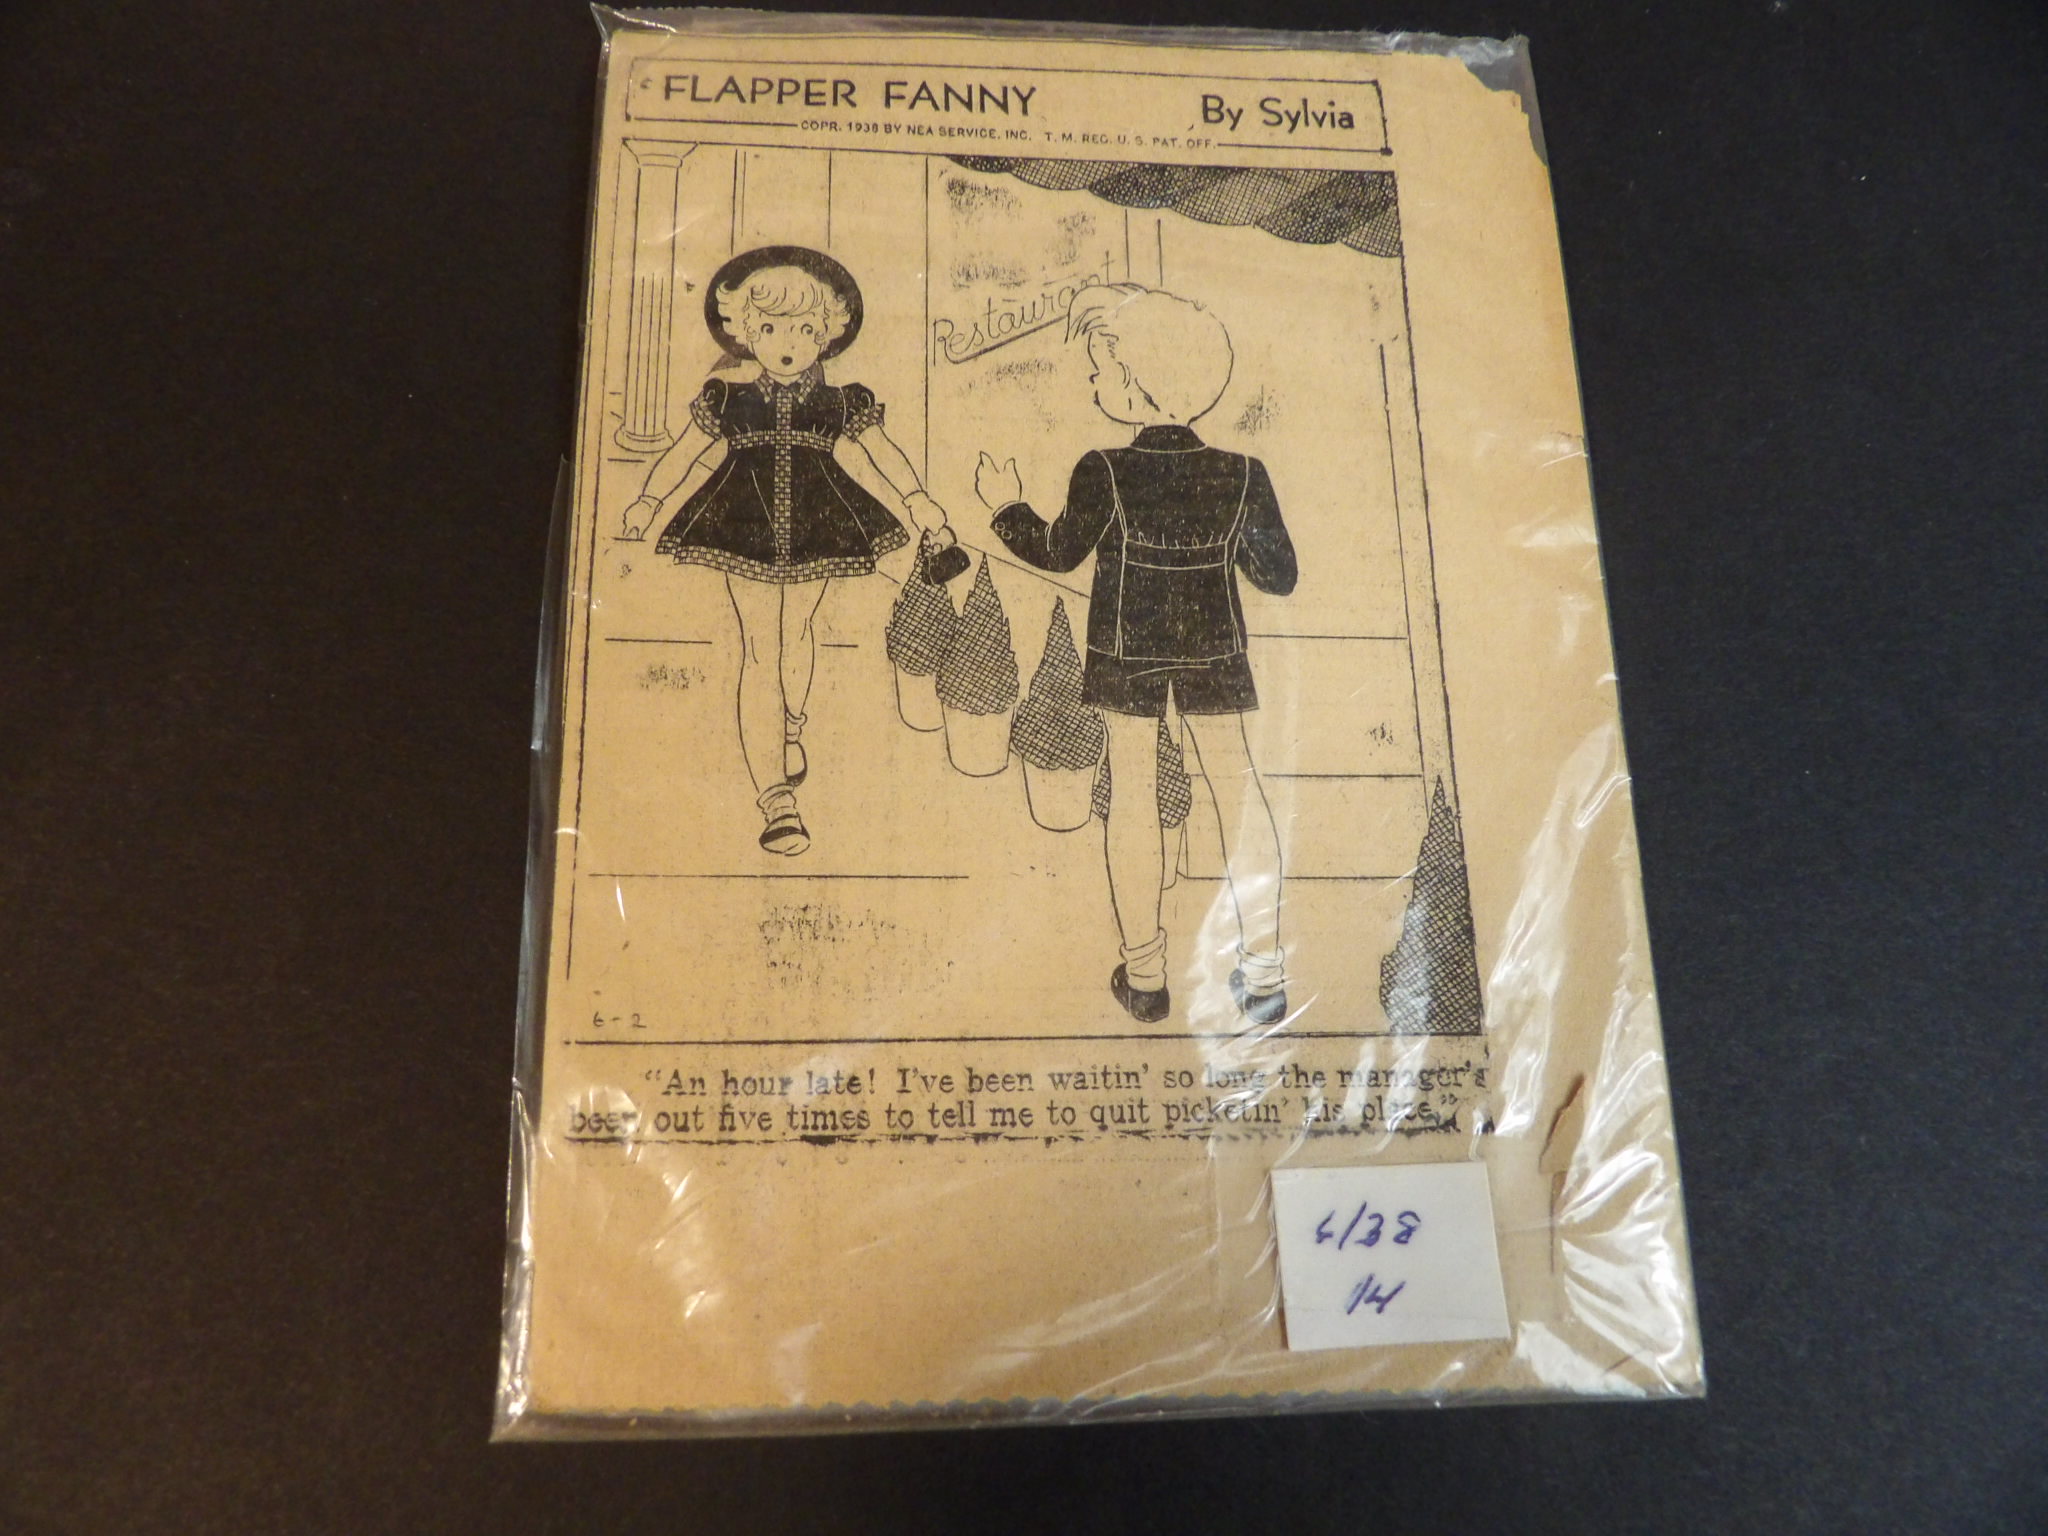 FLAPPER FANNY By Sylvia
COPR. 1938 BY NEA SERVICE, INC. T. M. REG. U. S. PAT. OFF.
Restaurant
6-2
"An hour late! I've been waitin' so long the manager's
been out five times to tell me to quit picketin' his place."
6/38
14